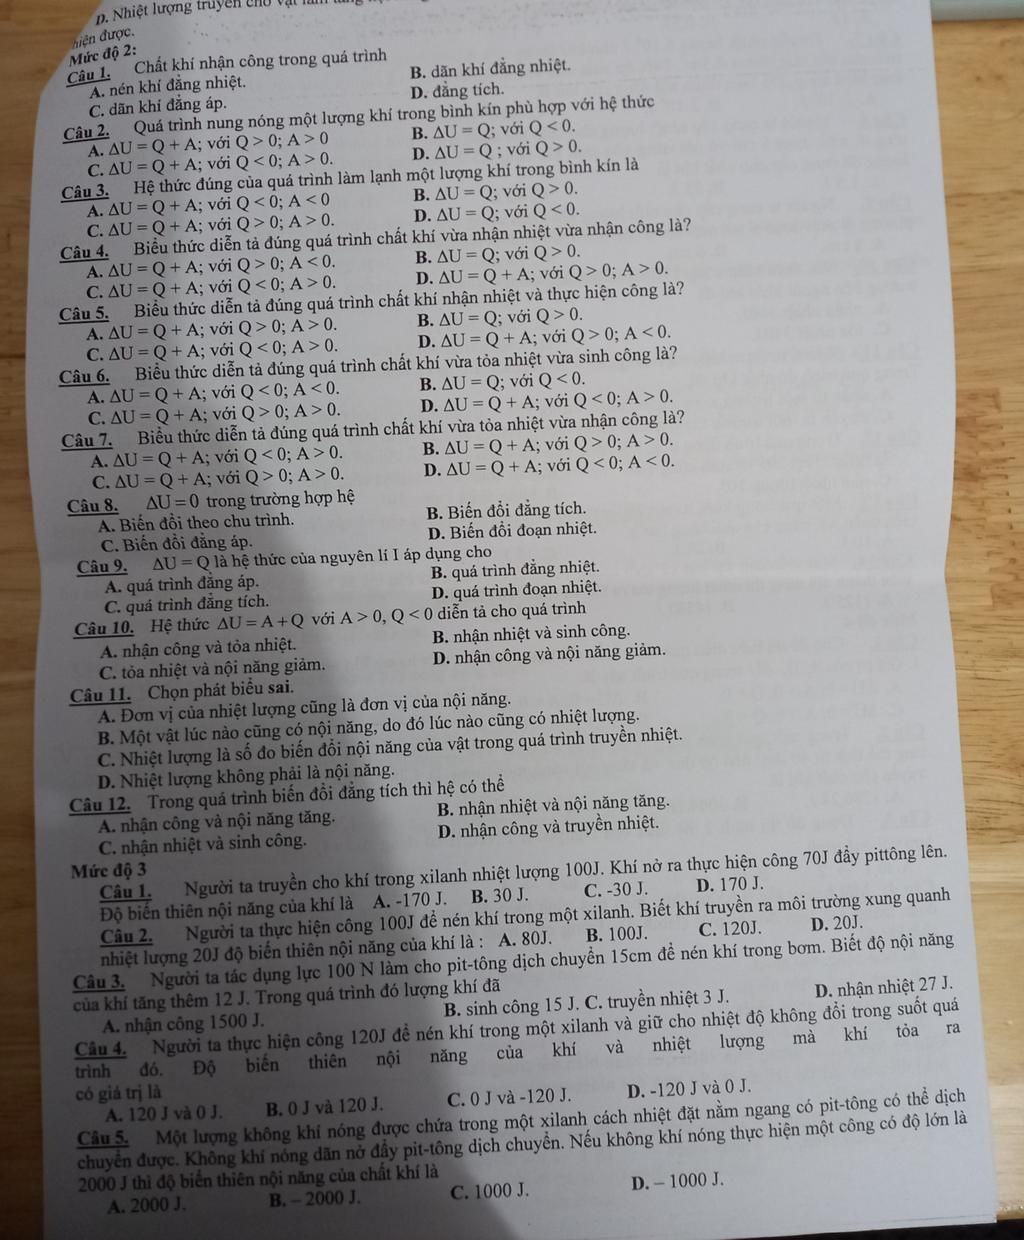 D. Nhiệt lượng truyền cho vật
hiện được.
Mức độ 2:
Câu 1. Chất khí nhận công trong quá trình
A. nén khí đẳng nhiệt. B. dãn khí đẳng nhiệt.
C. dãn khí đẳng áp. D. đẳng tích.
Câu 2. Quá trình nung nóng một lượng khí trong bình kín phù hợp với hệ thức
A. ΔU = Q + A; với Q > 0; A > 0 B. ΔU = Q; với Q < 0.
C. ΔU = Q + A; với Q < 0; A > 0. D. ΔU = Q ; với Q > 0.
Câu 3. Hệ thức đúng của quá trình làm lạnh một lượng khí trong bình kín là
A. ΔU = Q + A; với Q < 0; A < 0 B. ΔU = Q; với Q > 0.
C. ΔU = Q + A; với Q > 0; A > 0. D. ΔU = Q; với Q < 0.
Câu 4. Biểu thức diễn tả đúng quá trình chất khí vừa nhận nhiệt vừa nhận công là?
A. ΔU = Q + A; với Q > 0; A < 0. B. ΔU = Q; với Q > 0.
C. ΔU = Q + A; với Q < 0; A > 0. D. ΔU = Q + A; với Q > 0; A > 0.
Câu 5. Biểu thức diễn tả đúng quá trình chất khí nhận nhiệt và thực hiện công là?
A. ΔU = Q + A; với Q > 0; A > 0. B. ΔU = Q; với Q > 0.
C. ΔU = Q + A; với Q < 0; A > 0. D. ΔU = Q + A; với Q > 0; A < 0.
Câu 6. Biểu thức diễn tả đúng quá trình chất khí vừa tỏa nhiệt vừa sinh công là?
A. ΔU = Q + A; với Q < 0; A < 0. B. ΔU = Q; với Q < 0.
C. ΔU = Q + A; với Q > 0; A > 0. D. ΔU = Q + A; với Q < 0; A > 0.
Câu 7. Biểu thức diễn tả đúng quá trình chất khí vừa tỏa nhiệt vừa nhận công là?
A. ΔU = Q + A; với Q < 0; A > 0. B. ΔU = Q + A; với Q > 0; A > 0.
C. ΔU = Q + A; với Q > 0; A > 0. D. ΔU = Q + A; với Q < 0; A < 0.
Câu 8. ΔU = 0 trong trường hợp hệ
A. Biến đổi theo chu trình. B. Biến đổi đẳng tích.
C. Biến đổi đẳng áp. D. Biến đổi đoạn nhiệt.
Câu 9. ΔU = Q là hệ thức của nguyên lí I áp dụng cho
A. quá trình đẳng áp. B. quá trình đẳng nhiệt.
C. quá trình đẳng tích. D. quá trình đoạn nhiệt.
Câu 10. Hệ thức ΔU = A + Q với A > 0, Q < 0 diễn tả cho quá trình
A. nhận công và tỏa nhiệt. B. nhận nhiệt và sinh công.
C. tỏa nhiệt và nội năng giảm. D. nhận công và nội năng giảm.
Câu 11. Chọn phát biểu sai.
A. Đơn vị của nhiệt lượng cũng là đơn vị của nội năng.
B. Một vật lúc nào cũng có nội năng, do đó lúc nào cũng có nhiệt lượng.
C. Nhiệt lượng là số đo biến đổi nội năng của vật trong quá trình truyền nhiệt.
D. Nhiệt lượng không phải là nội năng.
Câu 12. Trong quá trình biến đổi đẳng tích thì hệ có thể
A. nhận công và nội năng tăng. B. nhận nhiệt và nội năng tăng.
C. nhận nhiệt và sinh công. D. nhận công và truyền nhiệt.
Mức độ 3
Câu 1. Người ta truyền cho khí trong xilanh nhiệt lượng 100J. Khí nở ra thực hiện công 70J đẩy pittông lên.
Độ biến thiên nội năng của khí là A. -170 J. B. 30 J. C. -30 J. D. 170 J.
Câu 2. Người ta thực hiện công 100J để nén khí trong một xilanh. Biết khí truyền ra môi trường xung quanh
nhiệt lượng 20J độ biến thiên nội năng của khí là : A. 80J. B. 100J. C. 120J. D. 20J.
Câu 3. Người ta tác dụng lực 100 N làm cho pit-tông dịch chuyển 15cm để nén khí trong bơm. Biết độ nội năng
của khí tăng thêm 12 J. Trong quá trình đó lượng khí đã
A. nhận công 1500 J. B. sinh công 15 J. C. truyền nhiệt 3 J. D. nhận nhiệt 27 J.
Câu 4. Người ta thực hiện công 120J để nén khí trong một xilanh và giữ cho nhiệt độ không đổi trong suốt quá
trình đó. Độ biến thiên nội năng của khí và nhiệt lượng mà khí tỏa ra
có giá trị là
A. 120 J và 0 J. B. 0 J và 120 J. C. 0 J và -120 J. D. -120 J và 0 J.
Câu 5. Một lượng không khí nóng được chứa trong một xilanh cách nhiệt đặt nằm ngang có pit-tông có thể dịch
chuyển được. Không khí nóng dãn nở đẩy pit-tông dịch chuyển. Nếu không khí nóng thực hiện một công có độ lớn là
2000 J thì độ biến thiên nội năng của chất khí là
A. 2000 J. B. – 2000 J. C. 1000 J. D. – 1000 J.